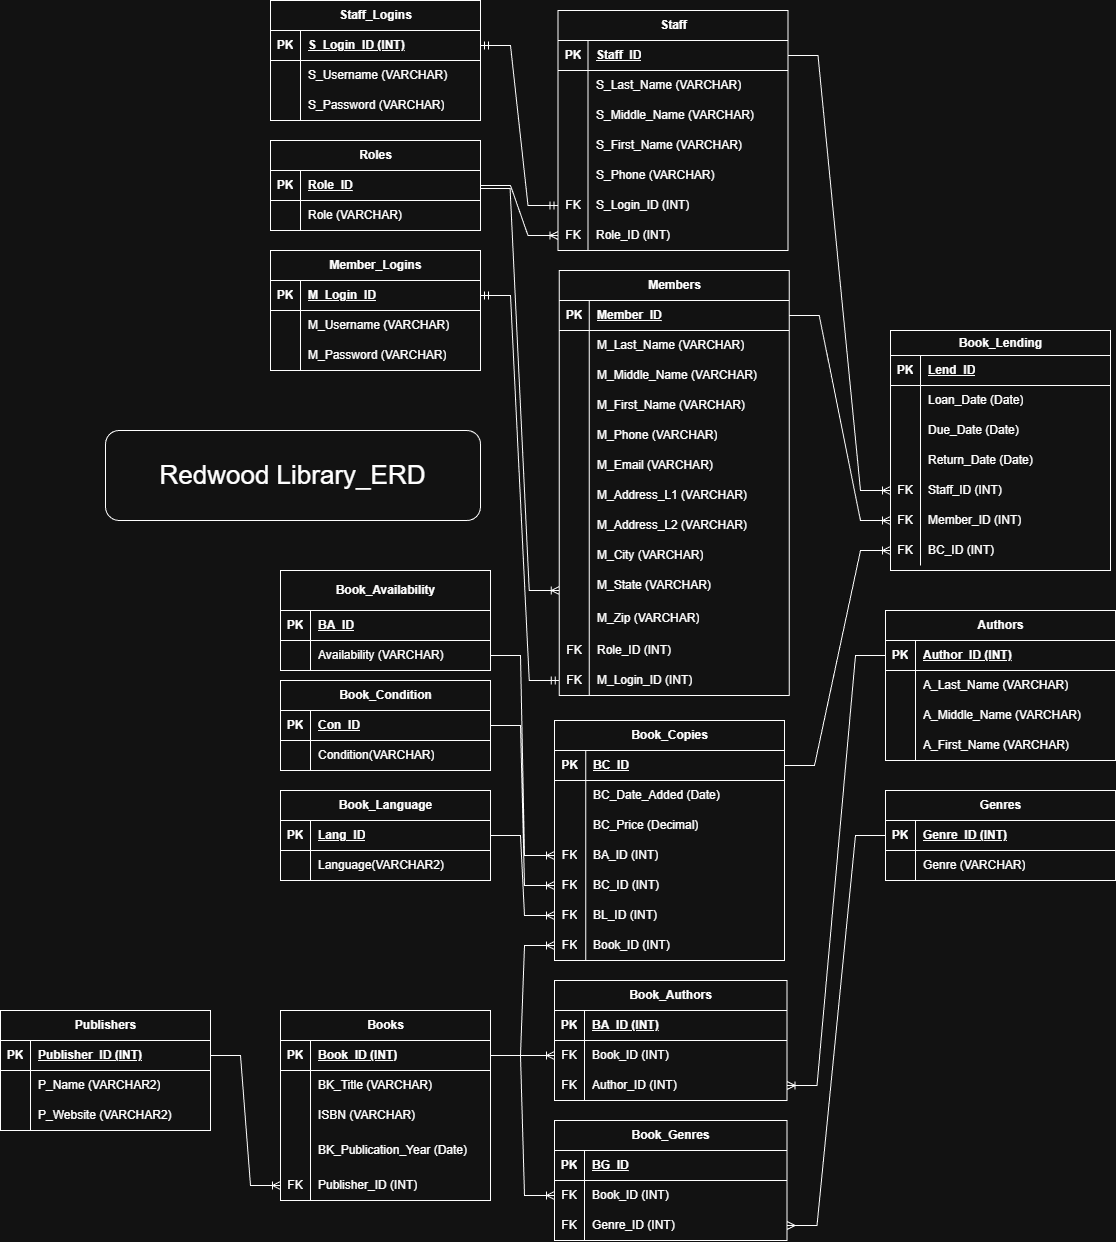 Staff_Logins
PK S_Login_ID (INT)
S_Username (VARCHAR)
S_Password (VARCHAR)
Roles
PK Role_ID
Role (VARCHAR)
Member_Logins
PK M_Login_ID
M_Username (VARCHAR)
M_Password (VARCHAR)
Staff
PK Staff_ID
S_Last_Name (VARCHAR)
S_Middle_Name (VARCHAR)
S_First_Name (VARCHAR)
S_Phone (VARCHAR)
FK S_Login_ID (INT)
FK Role_ID (INT)
Members
PK Member_ID
M_Last_Name (VARCHAR)
M_Middle_Name (VARCHAR)
M_First_Name (VARCHAR)
M_Phone (VARCHAR)
M_Email (VARCHAR)
M_Address_L1 (VARCHAR)
M_Address_L2 (VARCHAR)
M_City (VARCHAR)
M_State (VARCHAR)
M_Zip (VARCHAR)
FK Role_ID (INT)
FK M_Login_ID (INT)
Book_Lending
PK Lend_ID
Loan_Date (Date)
Due_Date (Date)
Return_Date (Date)
FK Staff_ID (INT)
FK Member_ID (INT)
FK BC_ID (INT)
Redwood Library_ERD
Book_Availability
PK BA_ID
Availability (VARCHAR)
Book_Condition
PK Con_ID
Condition(VARCHAR)
Book_Language
PK Lang_ID
Language(VARCHAR2)
Book_Copies
PK BC_ID
BC_Date_Added (Date)
BC_Price (Decimal)
FK BA_ID (INT)
FK BC_ID (INT)
FK BL_ID (INT)
FK Book_ID (INT)
Authors
PK Author_ID (INT)
A_Last_Name (VARCHAR)
A_Middle_Name (VARCHAR)
A_First_Name (VARCHAR)
Genres
PK Genre_ID (INT)
Genre (VARCHAR)
Publishers
PK Publisher_ID (INT)
P_Name (VARCHAR2)
P_Website (VARCHAR2)
Books
PK Book_ID (INT)
BK_Title (VARCHAR)
ISBN (VARCHAR)
BK_Publication_Year (Date)
FK Publisher_ID (INT)
Book_Authors
PK BA_ID (INT)
FK Book_ID (INT)
FK Author_ID (INT)
Book_Genres
PK BG_ID
FK Book_ID (INT)
FK Genre_ID (INT)